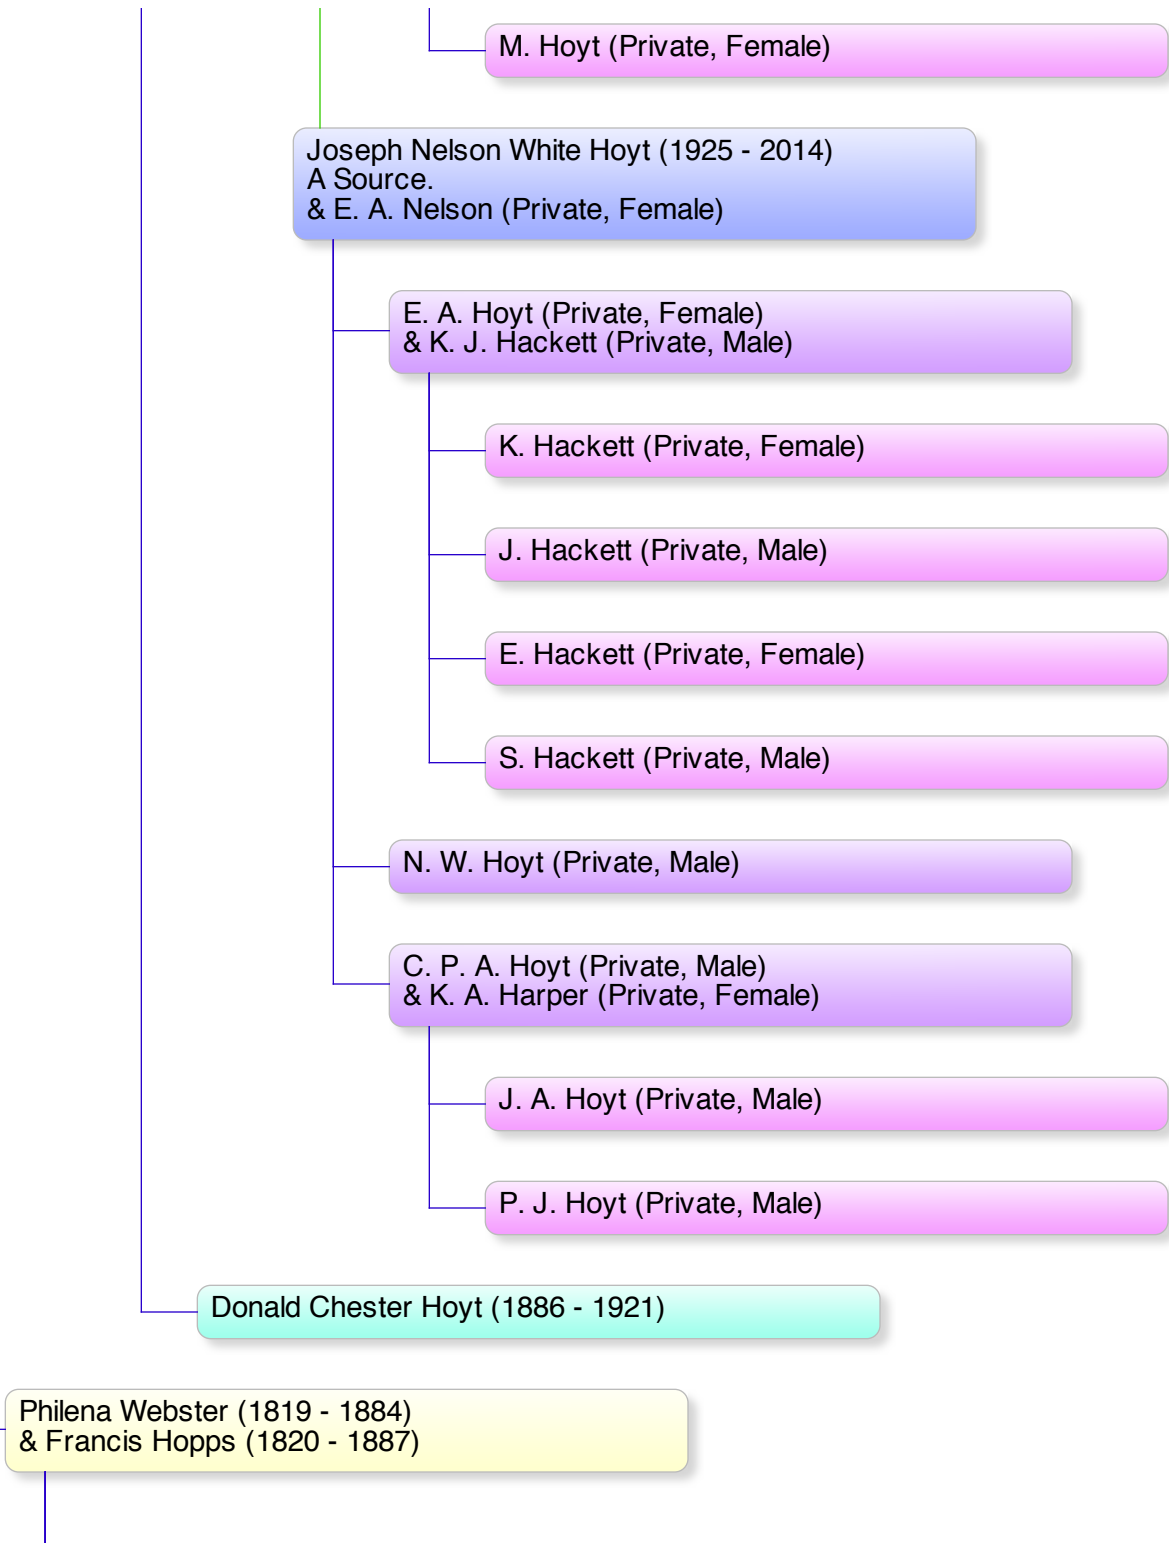 M. Hoyt (Private, Female)
Joseph Nelson White Hoyt (1925 - 2014)
A Source.
& E. A. Nelson (Private, Female)
E. A. Hoyt (Private, Female)
& K. J. Hackett (Private, Male)
K. Hackett (Private, Female)
J. Hackett (Private, Male)
E. Hackett (Private, Female)
S. Hackett (Private, Male)
N. W. Hoyt (Private, Male)
C. P. A. Hoyt (Private, Male)
& K. A. Harper (Private, Female)
J. A. Hoyt (Private, Male)
P. J. Hoyt (Private, Male)
Donald Chester Hoyt (1886 - 1921)
Philena Webster (1819 - 1884)
& Francis Hopps (1820 - 1887)